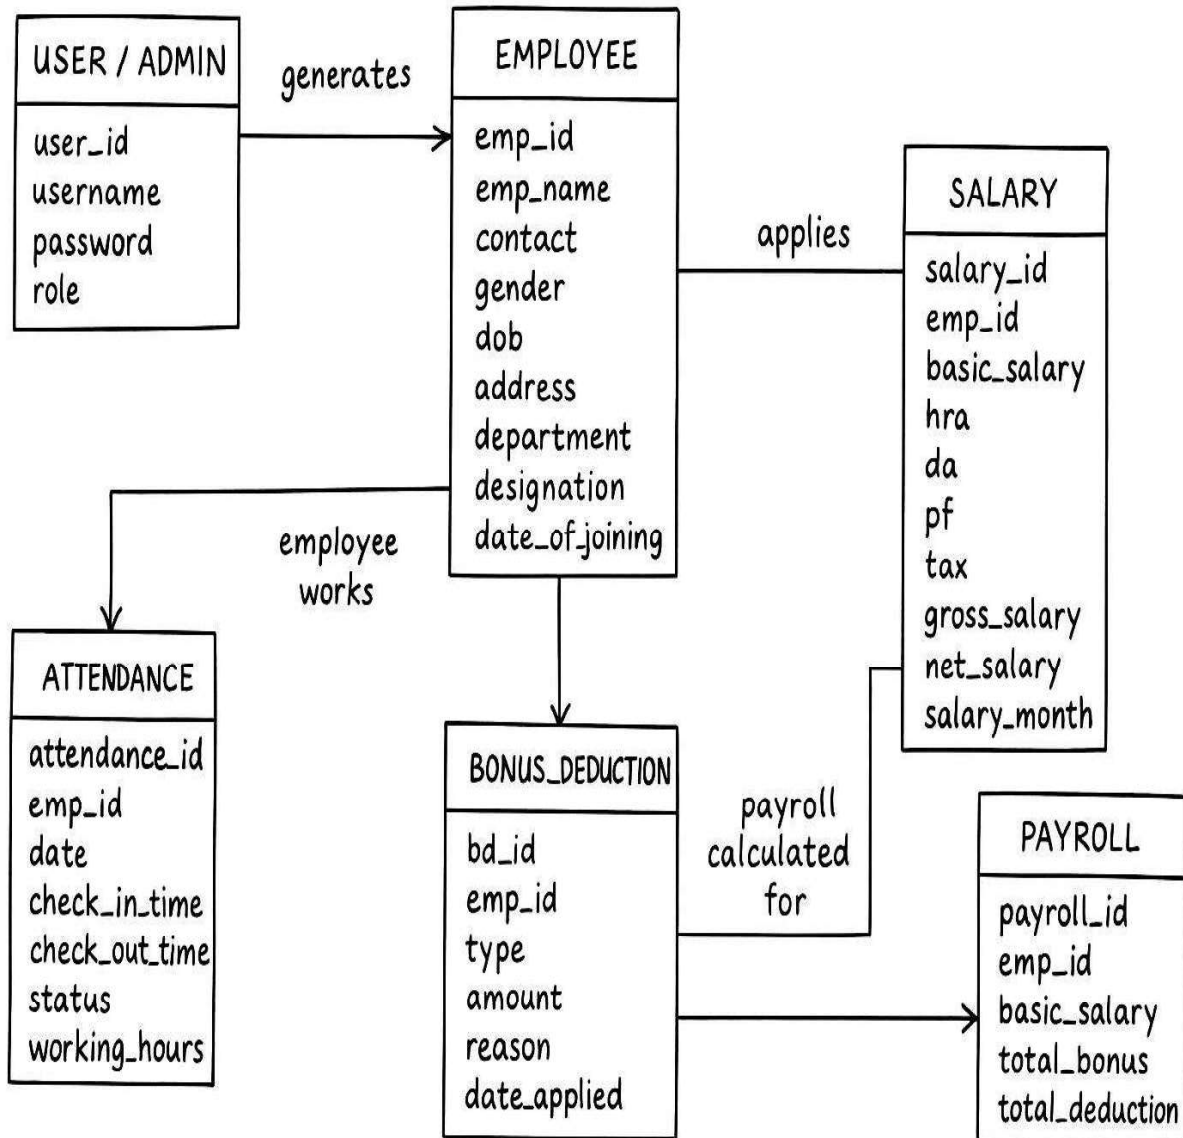 USER / ADMIN
user_id
username
password
role
generates
EMPLOYEE
emp_id
emp_name
contact
gender
dob
address
department
designation
date_of_joining
applies
SALARY
salary_id
emp_id
basic_salary
hra
da
pf
tax
gross_salary
net_salary
salary_month
employee
works
ATTENDANCE
attendance_id
emp_id
date
check_in_time
check_out_time
status
working_hours
BONUS_DEDUCTION
bd_id
emp_id
type
amount
reason
date_applied
payroll
calculated
for
PAYROLL
payroll_id
emp_id
basic_salary
total_bonus
total_deduction